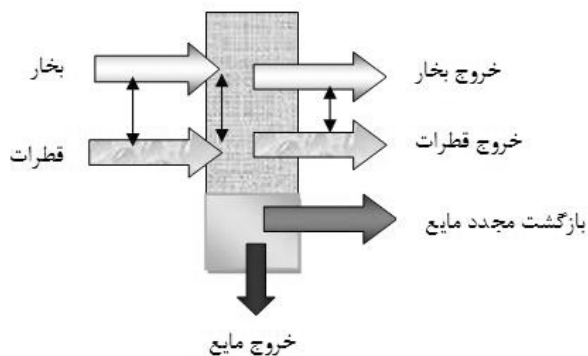 بخار
خروج بخار
قطرات
خروج قطرات
بازگشت مجدد مایع
خروج مایع